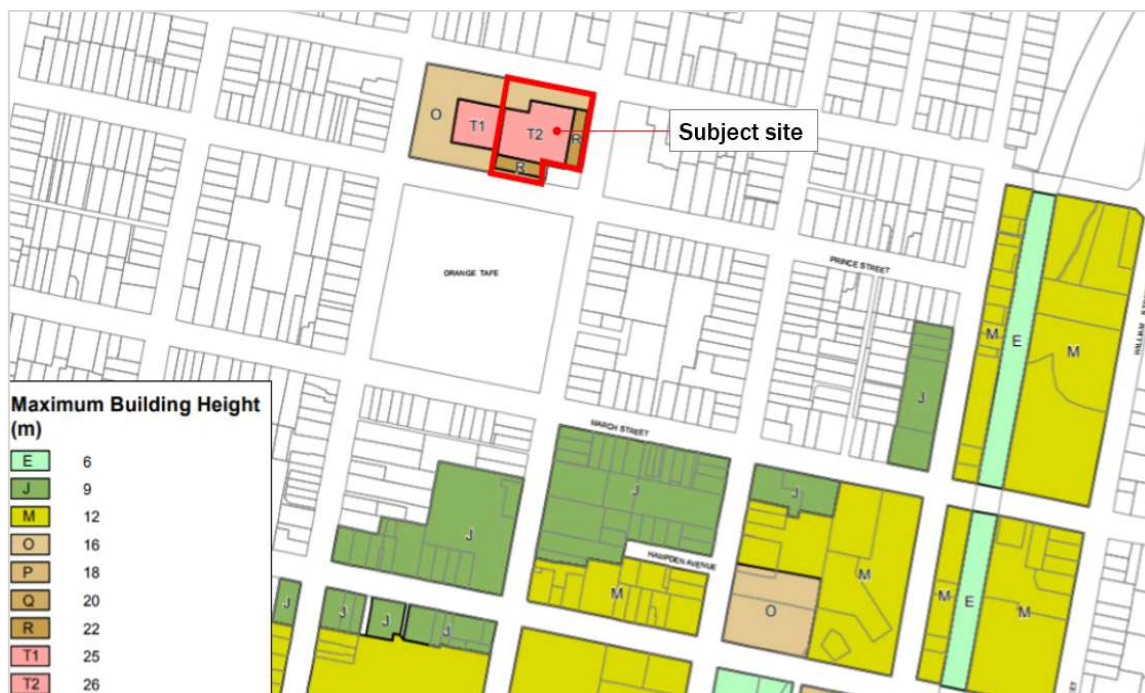 O
T1
T2
R
R
Subject site
ORANGE TAFE
PRINCE STREET
M
E
M
J
Maximum Building Height
(m)
E 6
J 9
M 12
O 16
P 18
Q 20
R 22
T1 25
T2 26
MARCH STREET
J
J
J
HAMPDEN AVENUE
M
M
O
M
E
M
J
J
J
J